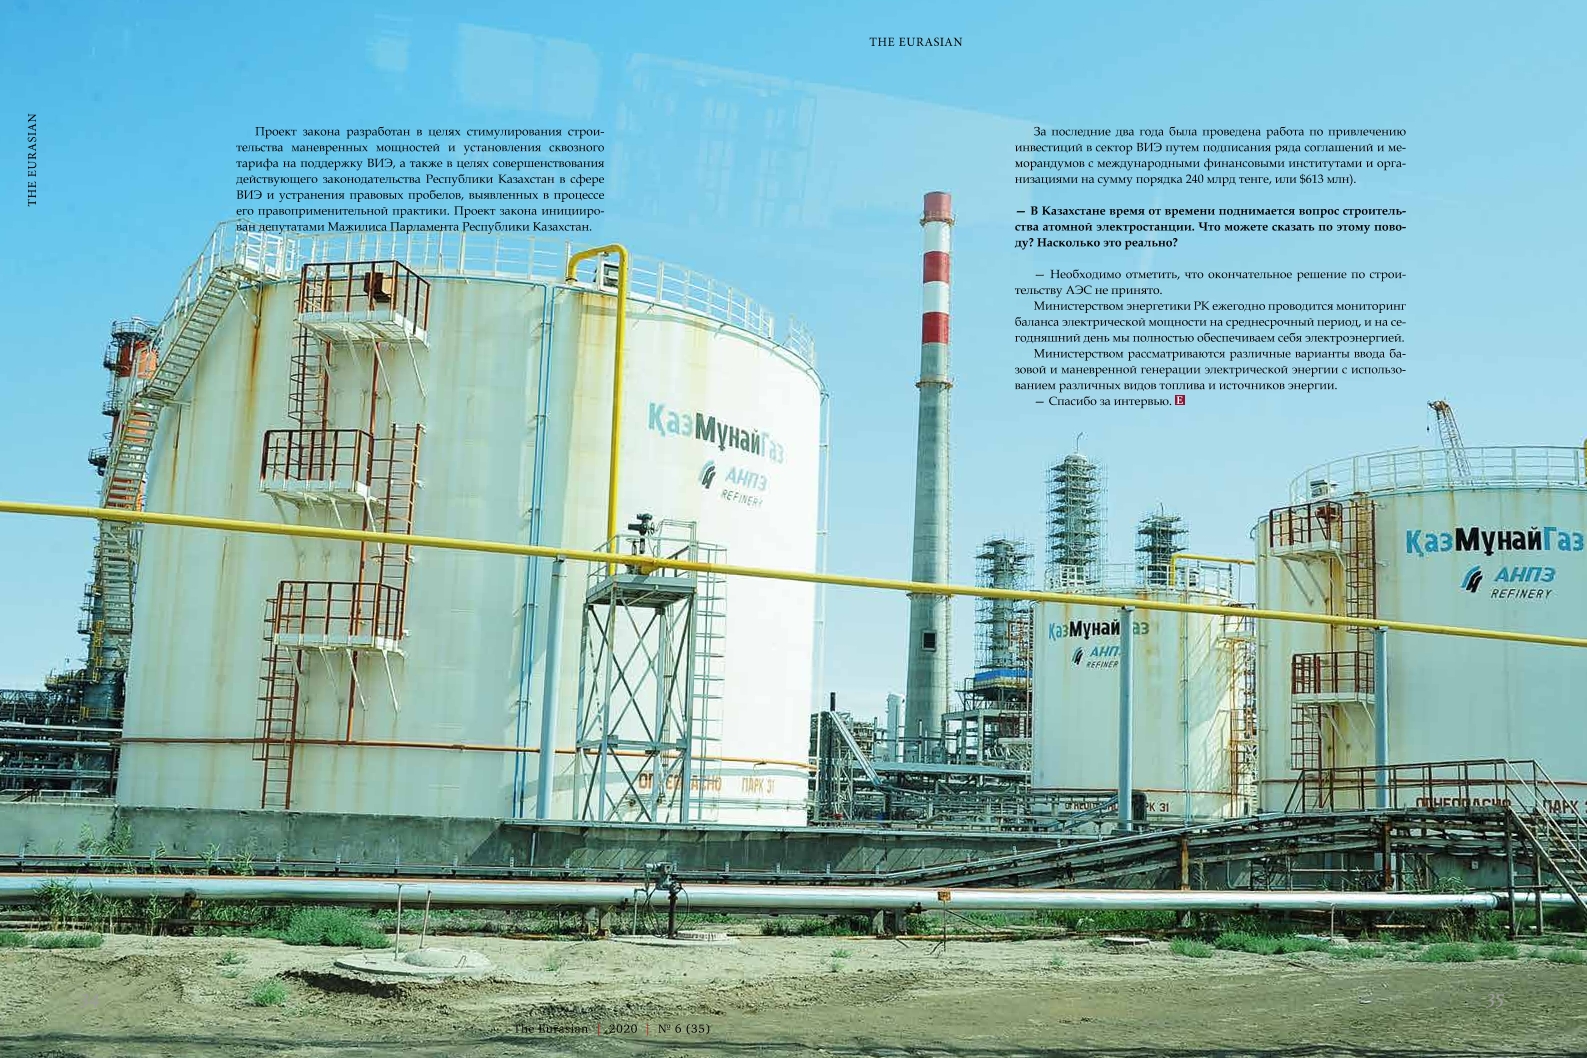 THE EURASIAN
THE EURASIAN
Проект закона разработан в целях стимулирования строи-
тельства маневренных мощностей и установления сквозного
тарифа на поддержку ВИЭ, а также в целях совершенствования
действующего законодательства Республики Казахстан в сфере
ВИЭ и устранения правовых пробелов, выявленных в процессе
его правоприменительной практики. Проект закона иницииро-
ван депутатами Мажилиса Парламента Республики Казахстан.
За последние два года была проведена работа по привлечению
инвестиций в сектор ВИЭ путем подписания ряда соглашений и ме-
морандумов с международными финансовыми институтами и орга-
низациями на сумму порядка 240 млрд тенге, или $613 млн).
— В Казахстане время от времени поднимается вопрос строитель-
ства атомной электростанции. Что можете сказать по этому пово-
ду? Насколько это реально?
— Необходимо отметить, что окончательное решение по строи-
тельству АЭС не принято.
Министерством энергетики РК ежегодно проводится мониторинг
баланса электрической мощности на среднесрочный период, и на се-
годняшний день мы полностью обеспечиваем себя электроэнергией.
Министерством рассматриваются различные варианты ввода ба-
зовой и маневренной генерации электрической энергии с использо-
ванием различных видов топлива и источников энергии.
— Спасибо за интервью. E
ҚазМұнайГаз
АНПЗ
REFINERY
ҚазМұнайГаз
АНПЗ
REFINERY
ҚазМұнай аз
АНП
REFINER
ОГНЕОПАСНО ПАРК 31
ОГНЕОПАСНО ПАРК
The Eurasian | 2020 | № 6 (35)